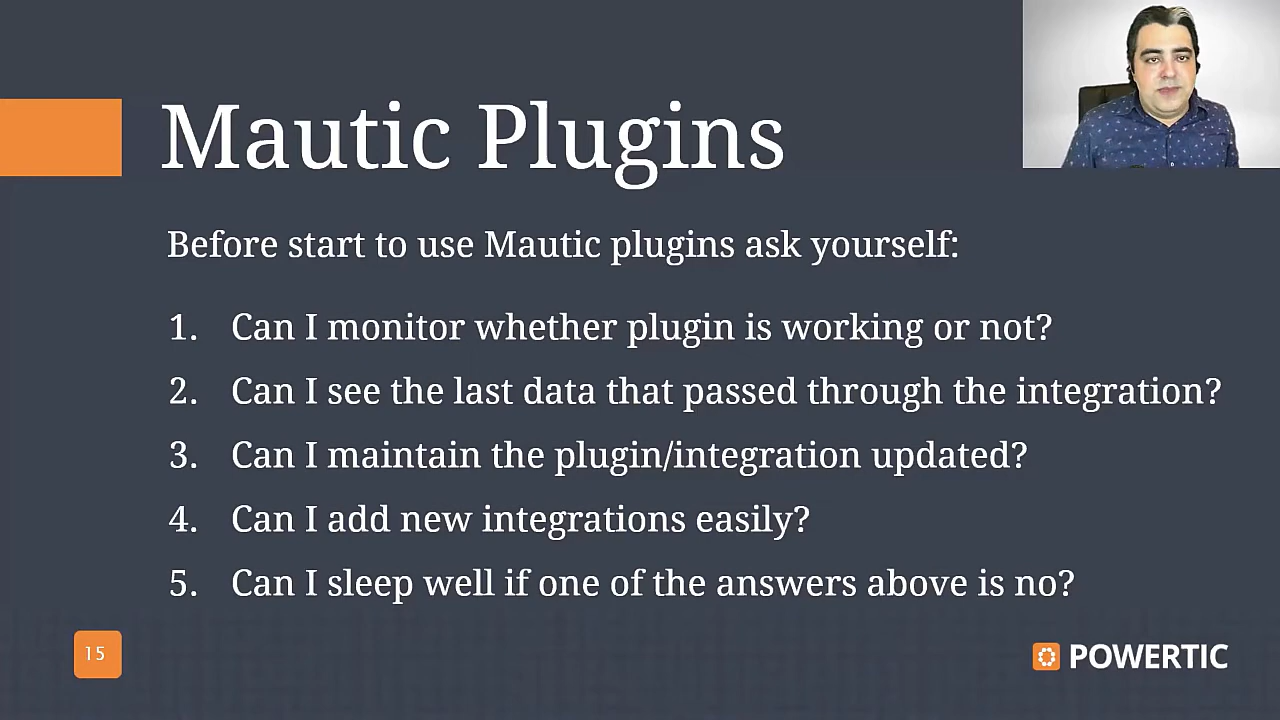 Mautic Plugins
Before start to use Mautic plugins ask yourself:
1. Can I monitor whether plugin is working or not?
2. Can I see the last data that passed through the integration?
3. Can I maintain the plugin/integration updated?
4. Can I add new integrations easily?
5. Can I sleep well if one of the answers above is no?
15
POWERTIC